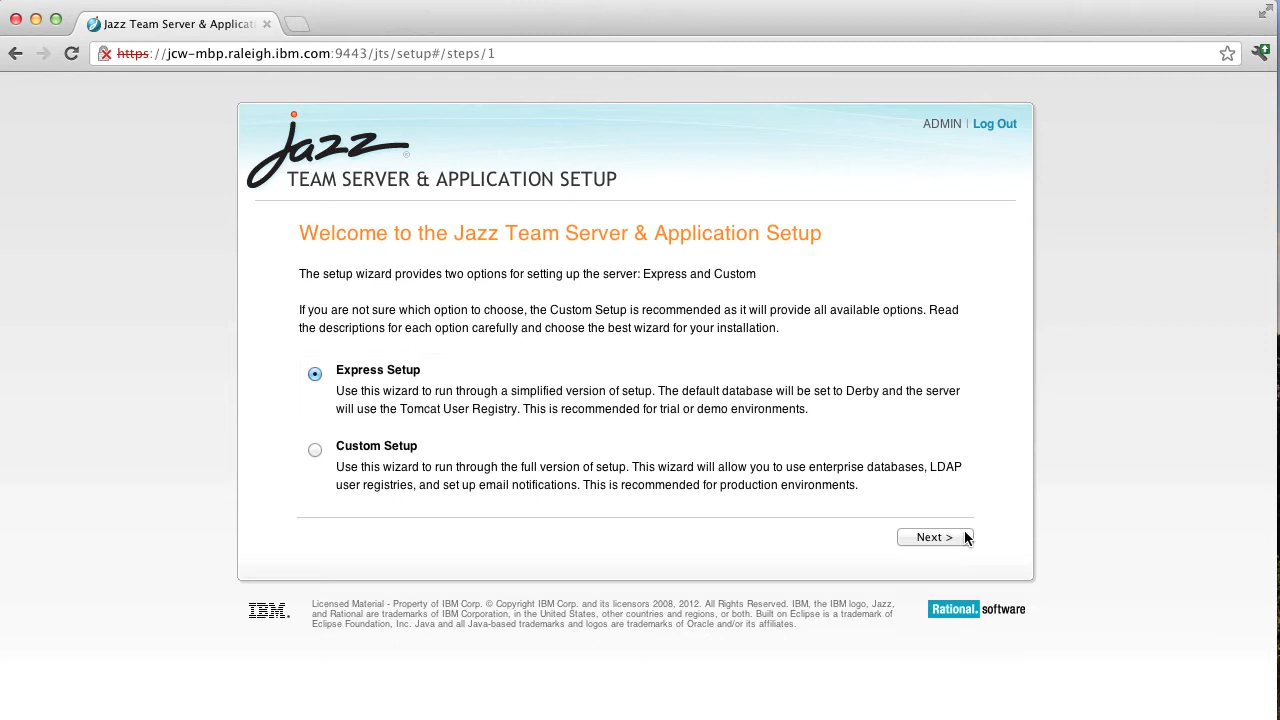 Jazz Team Server & Applicati
https://jcw-mbp.raleigh.ibm.com:9443/jts/setup#/steps/1
ADMIN | Log Out
jazz
TEAM SERVER & APPLICATION SETUP
Welcome to the Jazz Team Server & Application Setup
The setup wizard provides two options for setting up the server: Express and Custom
If you are not sure which option to choose, the Custom Setup is recommended as it will provide all available options. Read
the descriptions for each option carefully and choose the best wizard for your installation.
Express Setup
Use this wizard to run through a simplified version of setup. The default database will be set to Derby and the server
will use the Tomcat User Registry. This is recommended for trial or demo environments.
Custom Setup
Use this wizard to run through the full version of setup. This wizard will allow you to use enterprise databases, LDAP
user registries, and set up email notifications. This is recommended for production environments.
Next >
IBM.
Licensed Material - Property of IBM Corp. © Copyright IBM Corp. and its licensors 2008, 2012. All Rights Reserved. IBM, the IBM logo, Jazz,
and Rational are trademarks of IBM Corporation, in the United States, other countries and regions, or both. Built on Eclipse is a trademark of
Eclipse Foundation, Inc. Java and all Java-based trademarks and logos are trademarks of Oracle and/or its affiliates.
Rational. software